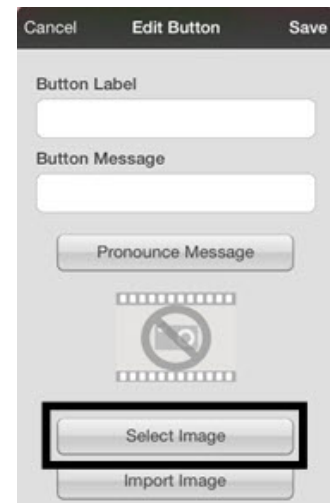 Cancel Edit Button Save
Button Label
Button Message
Pronounce Message
Select Image
Import Image